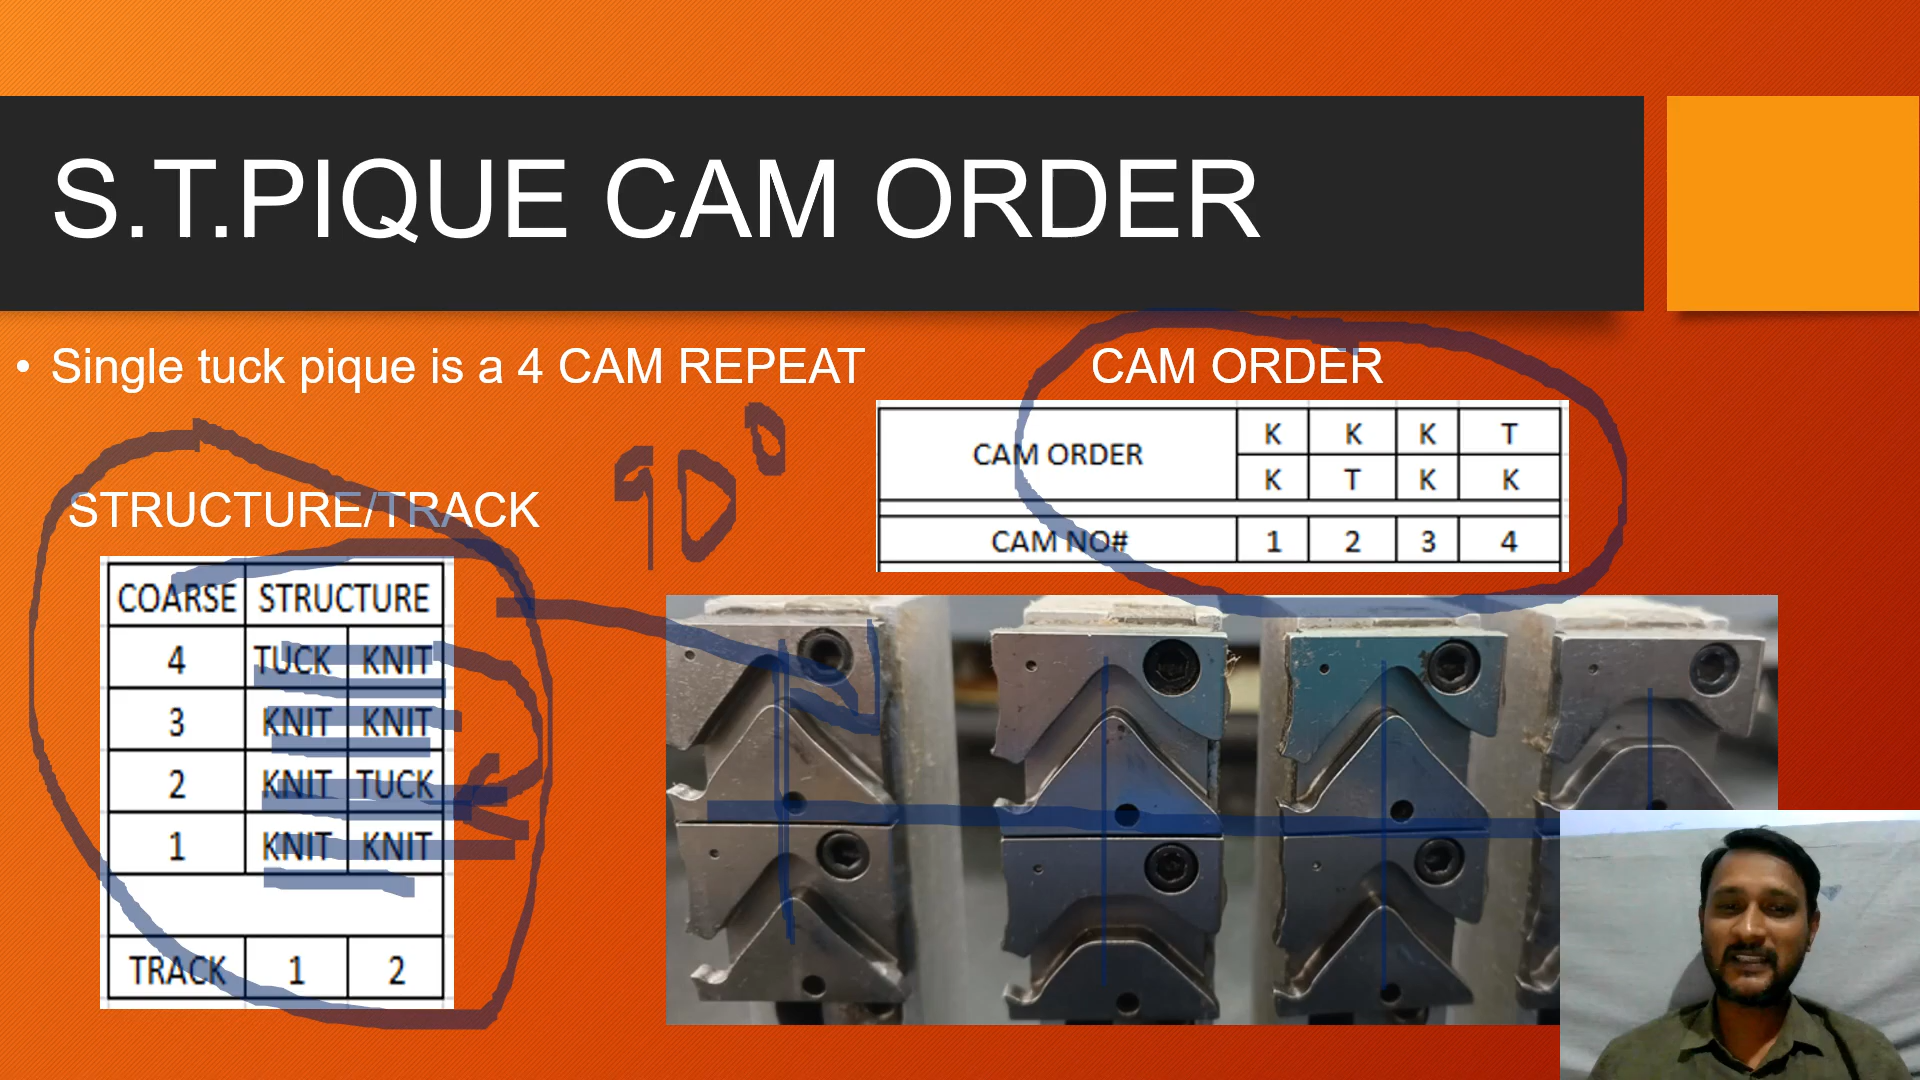 S.T.PIQUE CAM ORDER
• Single tuck pique is a 4 CAM REPEAT
CAM ORDER
CAM ORDER K K K T
K T K K
CAM NO# 1 2 3 4
90°
STRUCTURE/TRACK
COARSE STRUCTURE
4 TUCK KNIT
3 KNIT KNIT
2 KNIT TUCK
1 KNIT KNIT
TRACK 1 2